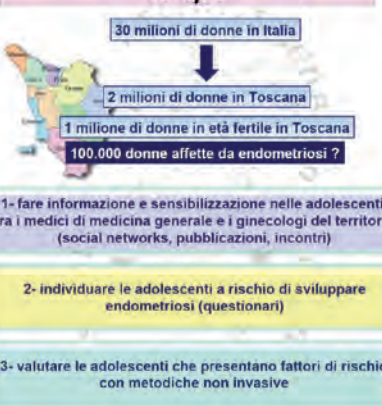 30 milioni di donne in Italia
2 milioni di donne in Toscana
1 milione di donne in età fertile in Toscana
100.000 donne affette da endometriosi ?
1- fare informazione e sensibilizzazione nelle adolescenti
ra i medici di medicina generale e i ginecologi del territor
(social networks, pubblicazioni, incontri)
2- individuare le adolescenti a rischio di sviluppare
endometriosi (questionari)
3- valutare le adolescenti che presentano fattori di rischio
con metodiche non invasive